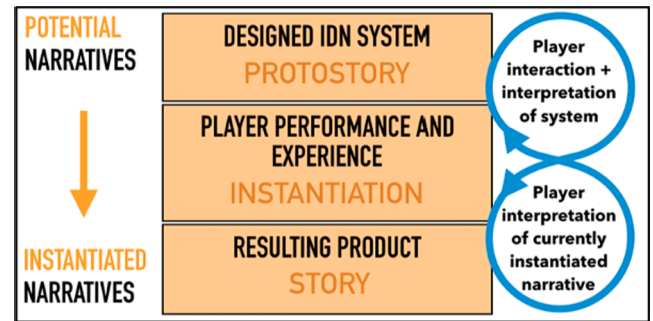 POTENTIAL
NARRATIVES
INSTANTIATED
NARRATIVES
DESIGNED IDN SYSTEM
PROTOSTORY
PLAYER PERFORMANCE AND
EXPERIENCE
INSTANTIATION
RESULTING PRODUCT
STORY
Player
interaction +
interpretation
of system
Player
interpretation
of currently
instantiated
narrative